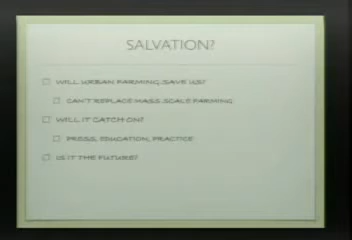 SALVATION?
WILL URBAN FARMING SAVE US?
CAN'T REPLACE MASS SCALE FARMING
WILL IT CATCH ON?
PRESS, EDUCATION, PRACTICE
IS IT THE FUTURE?